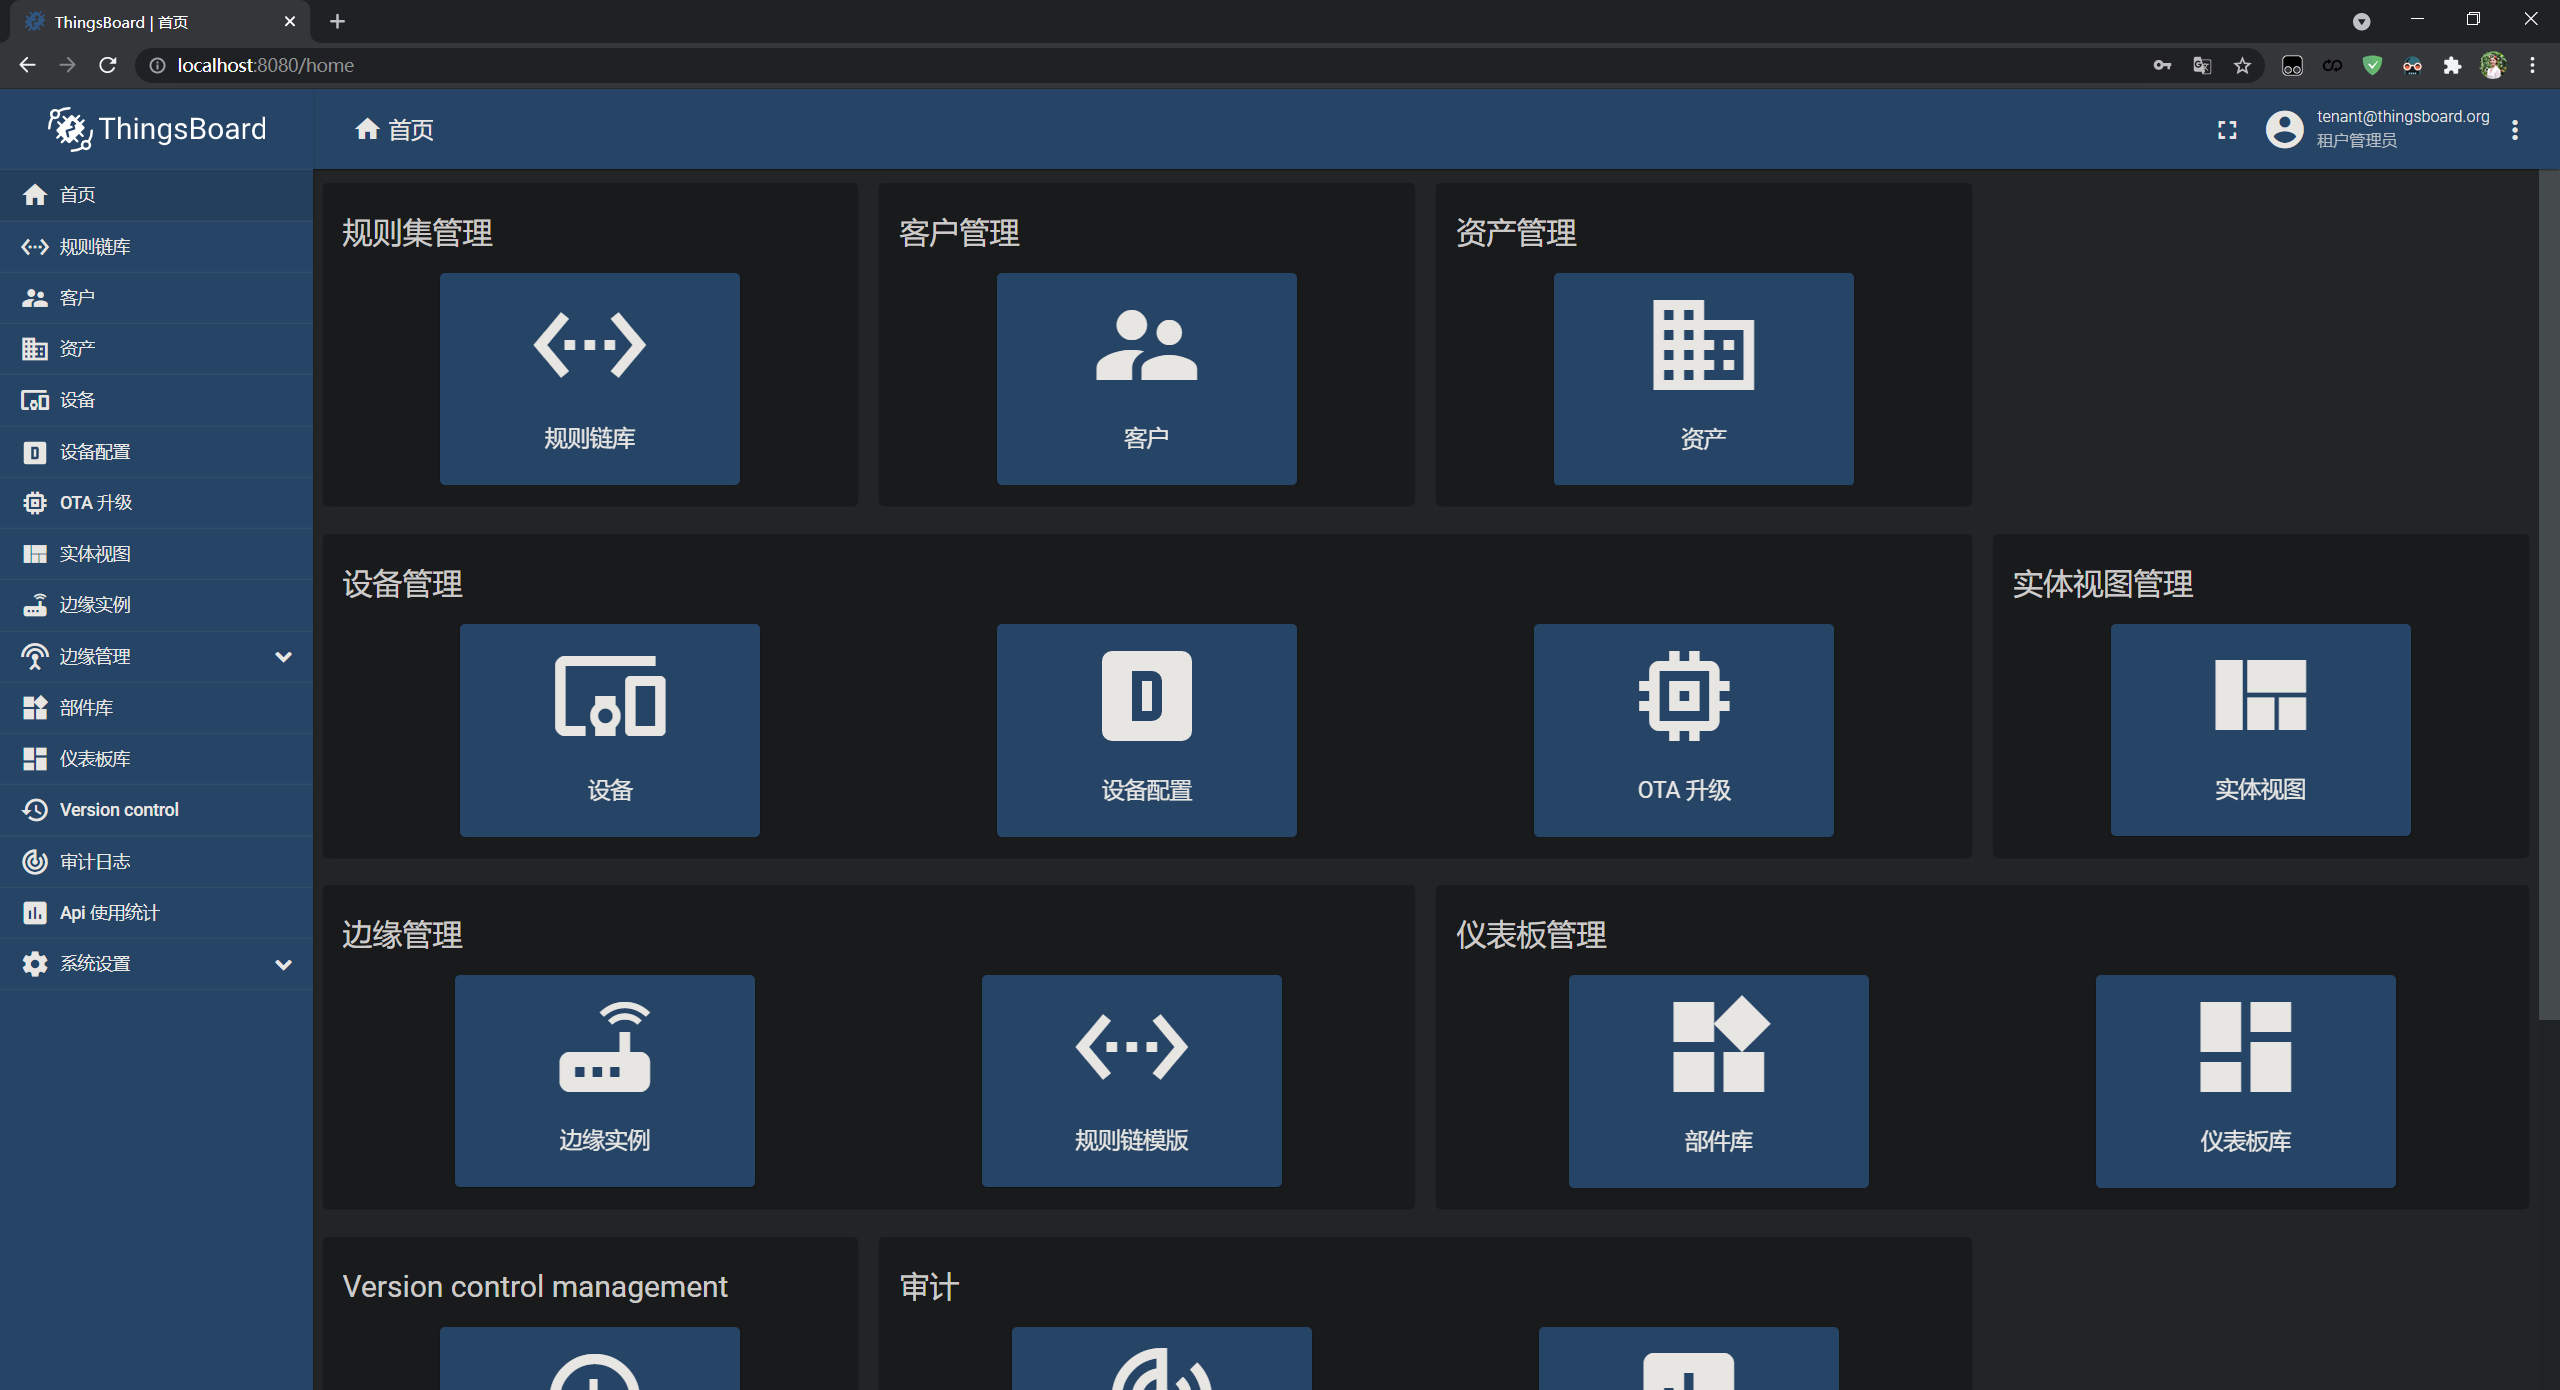 ThingsBoard | 首页
localhost:8080/home
ThingsBoard
首页
tenant@thingsboard.org
租户管理员
首页
规则链库
客户
资产
设备
设备配置
OTA 升级
实体视图
边缘实例
边缘管理
部件库
仪表板库
Version control
审计日志
Api 使用统计
系统设置
规则集管理
规则链库
客户管理
客户
资产管理
资产
设备管理
设备
D
设备配置
OTA 升级
实体视图管理
实体视图
边缘管理
边缘实例
规则链模版
仪表板管理
部件库
仪表板库
Version control management
审计